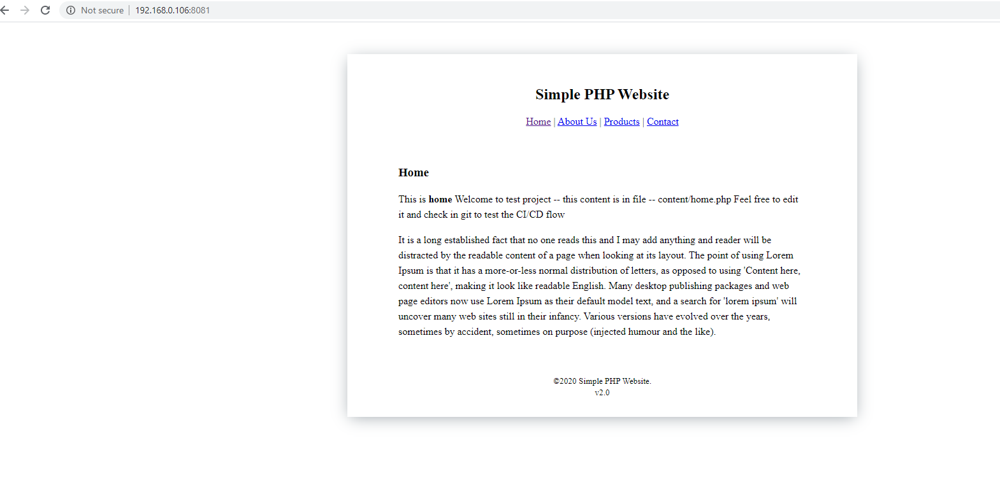 Not secure | 192.168.0.106:8081
Simple PHP Website
Home | About Us | Products | Contact
Home
This is home Welcome to test project -- this content is in file -- content/home.php Feel free to edit
it and check in git to test the CI/CD flow
It is a long established fact that no one reads this and I may add anything and reader will be
distracted by the readable content of a page when looking at its layout. The point of using Lorem
Ipsum is that it has a more-or-less normal distribution of letters, as opposed to using 'Content here,
content here', making it look like readable English. Many desktop publishing packages and web
page editors now use Lorem Ipsum as their default model text, and a search for 'lorem ipsum' will
uncover many web sites still in their infancy. Various versions have evolved over the years,
sometimes by accident, sometimes on purpose (injected humour and the like).
©2020 Simple PHP Website.
v2.0